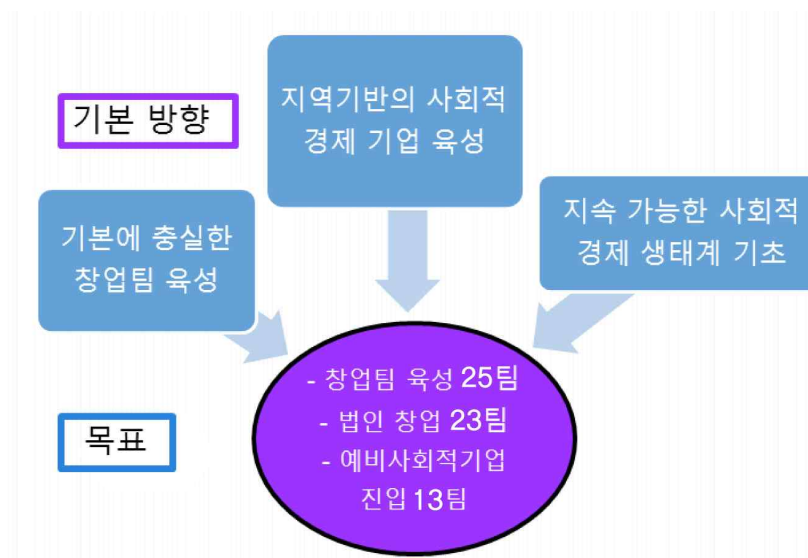 지역기반의 사회적
경제 기업 육성
기본 방향
기본에 충실한
창업팀 육성
지속 가능한 사회적
경제 생태계 기초
- 창업팀 육성 25팀
- 법인 창업 23팀
- 예비사회적기업
진입 13팀
목표